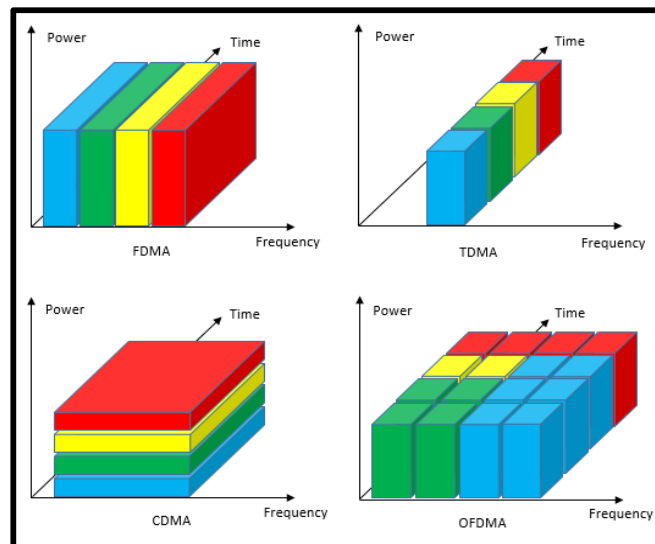 Power
Time
Frequency
FDMA
Power
Time
Frequency
TDMA
Power
Time
Frequency
CDMA
Power
Time
Frequency
OFDMA